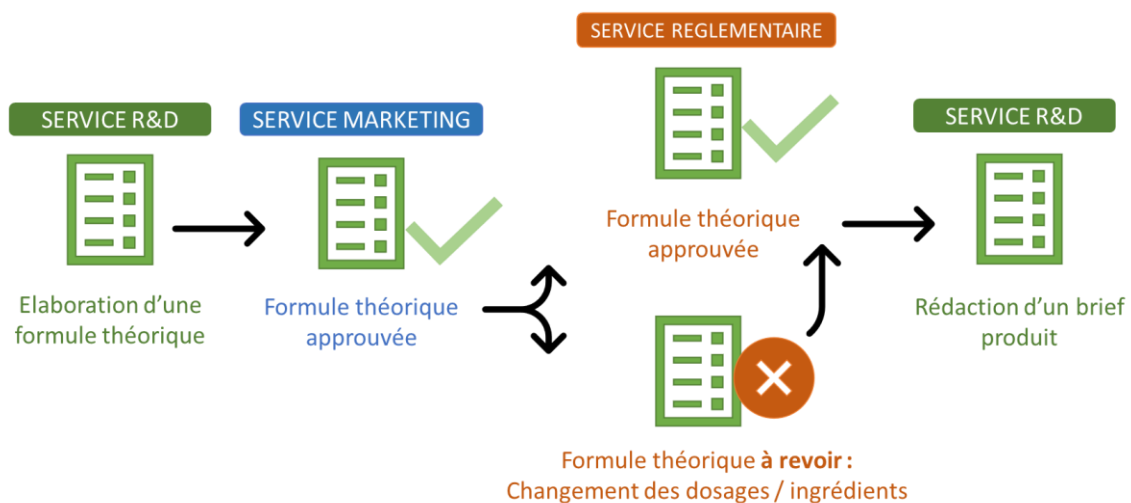 SERVICE R&D
Elaboration d'une
formule théorique
SERVICE MARKETING
Formule théorique
approuvée
SERVICE REGLEMENTAIRE
Formule théorique
approuvée
Formule théorique à revoir :
Changement des dosages / ingrédients
SERVICE R&D
Rédaction d'un brief
produit